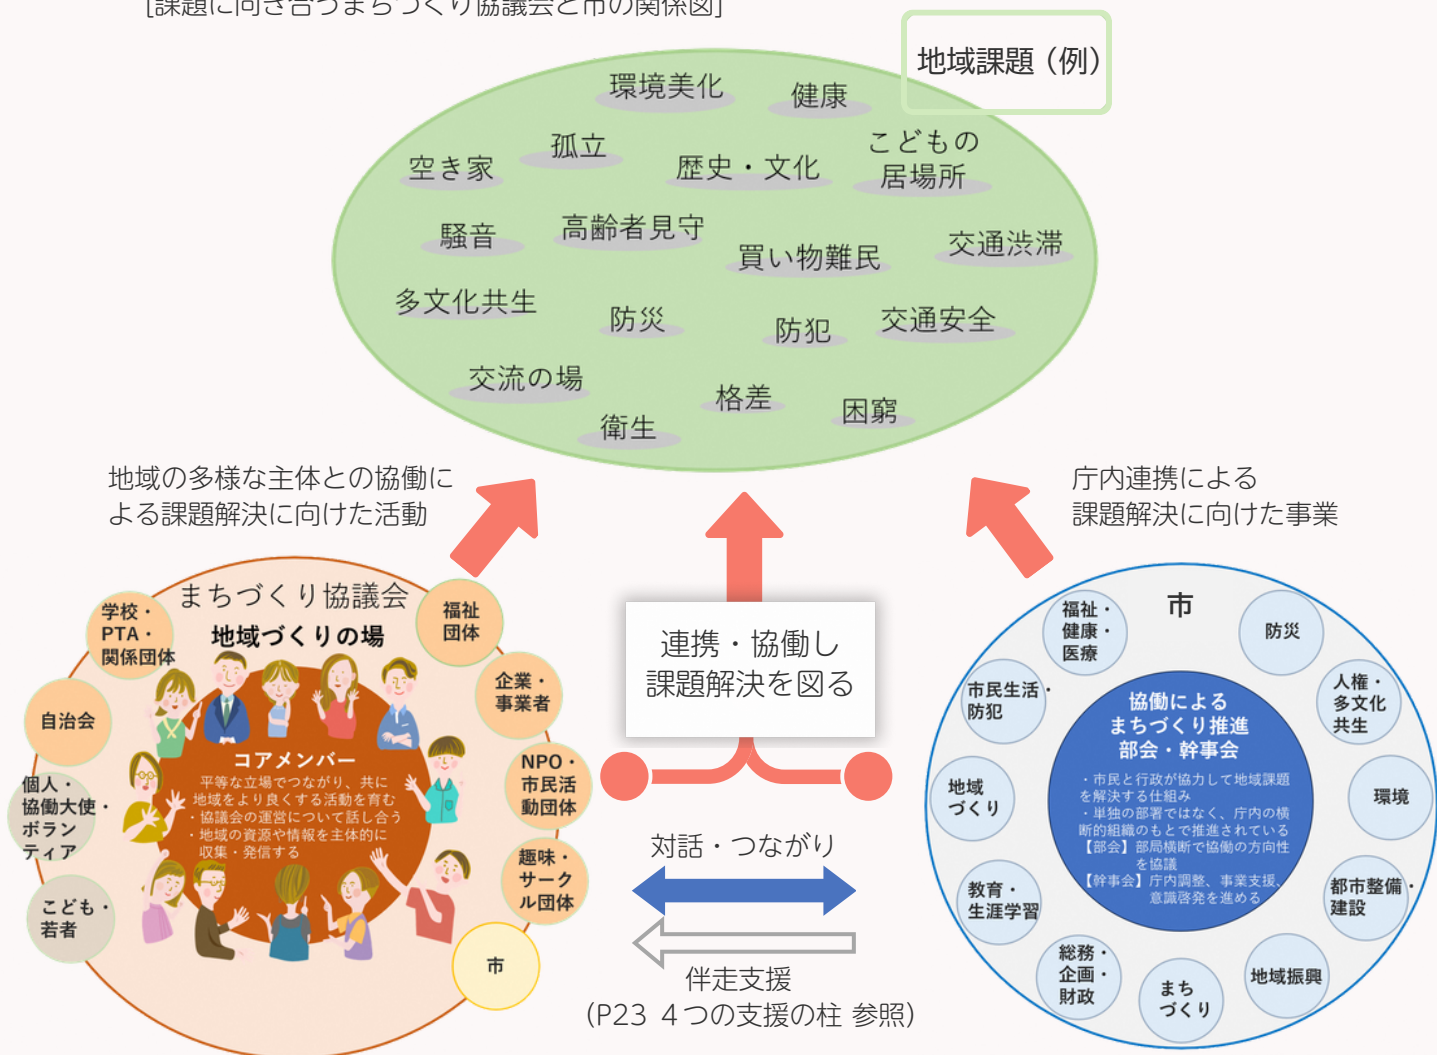 [課題に向き合うまちづくり協議会と市の関係図]
地域課題（例）
環境美化
健康
孤立
こどもの
居場所
空き家
歴史・文化
騒音
高齢者見守
買い物難民
交通渋滞
多文化共生
防災
防犯
交通安全
交流の場
格差
困窮
衛生
地域の多様な主体との協働に
よる課題解決に向けた活動
庁内連携による
課題解決に向けた事業
連携・協働し
課題解決を図る
対話・つながり
伴走支援
（P23 ４つの支援の柱 参照）
まちづくり協議会
地域づくりの場
学校・
PTA・
関係団体
福祉
団体
自治会
企業・
事業者
個人・
協働大使・
ボラン
ティア
NPO・
市民活
動団体
こども・
若者
趣味・
サーク
ル団体
市
コアメンバー
平等な立場でつながり、共に
地域をより良くする活動を育む
・協議会の運営について話し合う
・地域の資源や情報を主体的に
収集・発信する
市
福祉・
健康・
医療
防災
市民生活・
防犯
人権・
多文化
共生
地域
づくり
環境
教育・
生涯学習
都市整備・
建設
総務・
企画・
財政
まち
づくり
地域振興
協働による
まちづくり推進
部会・幹事会
・市民と行政が協力して地域課題
を解決する仕組み
・単独の部署ではなく、庁内の横
断的組織のもとで推進されている
【部会】部局横断で協働の方向性
を協議
【幹事会】庁内調整、事業支援、
意識啓発を進める